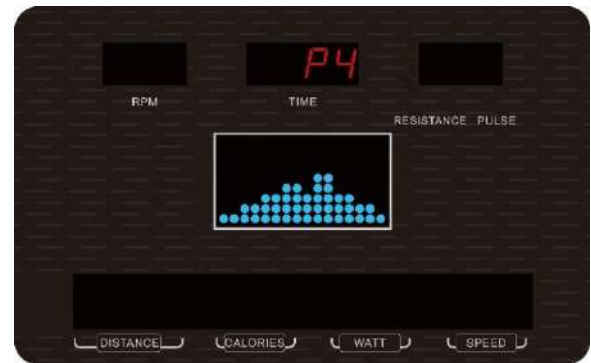 P4
RPM TIME
RESISTANCE PULSE
DISTANCE CALORIES WATT SPEED